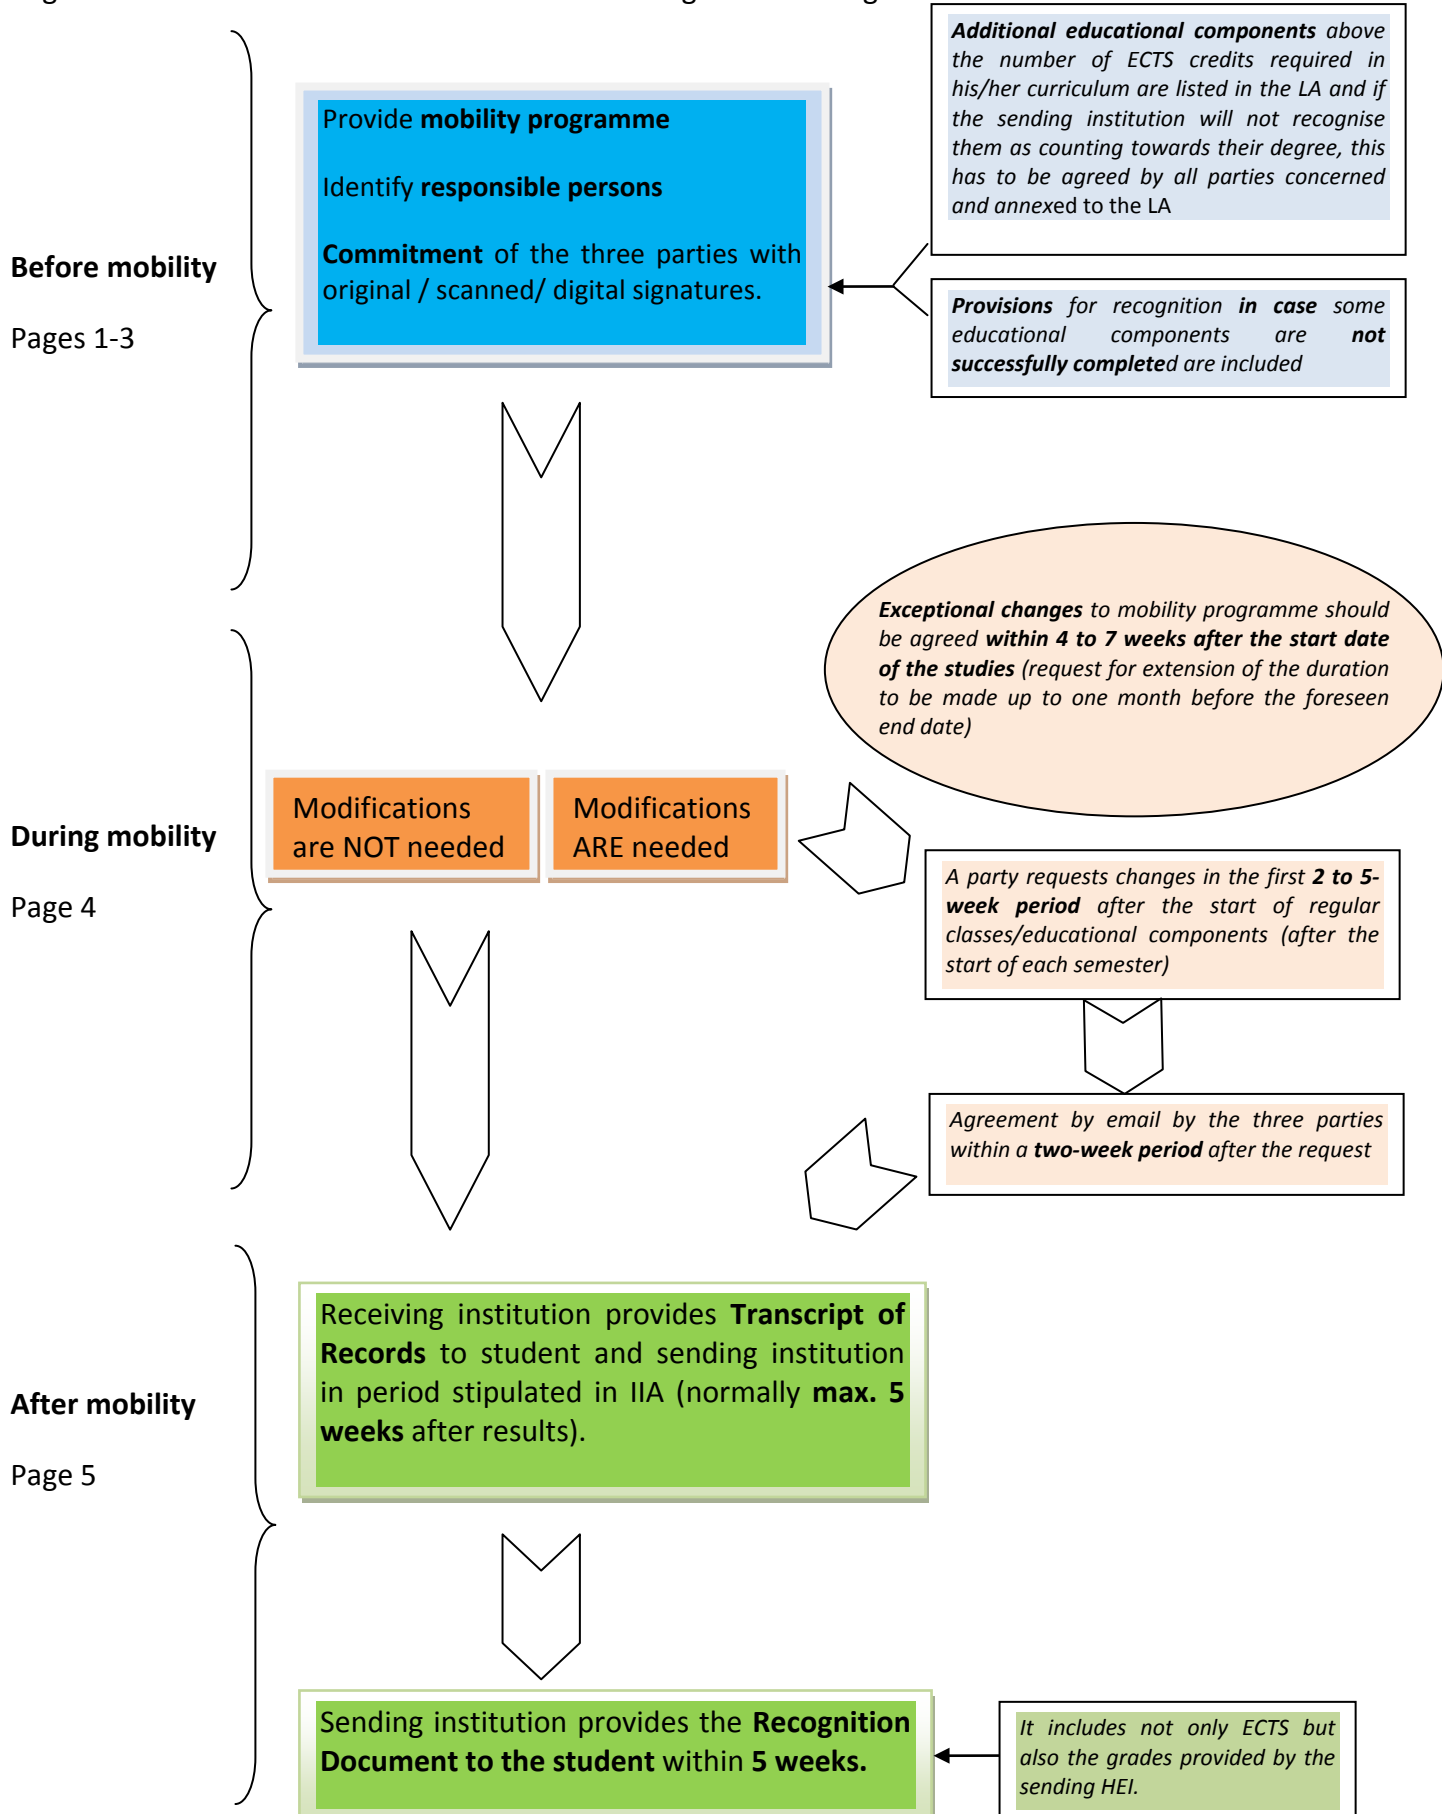 Additional educational components above
the number of ECTS credits required in
his/her curriculum are listed in the LA and if
the sending institution will not recognise
them as counting towards their degree, this
has to be agreed by all parties concerned
and annexed to the LA
Provide mobility programme
Identify responsible persons
Commitment of the three parties with
original / scanned/ digital signatures.
Before mobility
Pages 1-3
Provisions for recognition in case some
educational components are not
successfully completed are included
Exceptional changes to mobility programme should
be agreed within 4 to 7 weeks after the start date
of the studies (request for extension of the duration
to be made up to one month before the foreseen
end date)
During mobility
Page 4
Modifications
are NOT needed
Modifications
ARE needed
A party requests changes in the first 2 to 5-
week period after the start of regular
classes/educational components (after the
start of each semester)
Agreement by email by the three parties
within a two-week period after the request
After mobility
Page 5
Receiving institution provides Transcript of
Records to student and sending institution
in period stipulated in IIA (normally max. 5
weeks after results).
Sending institution provides the Recognition
Document to the student within 5 weeks.
It includes not only ECTS but
also the grades provided by the
sending HEI.